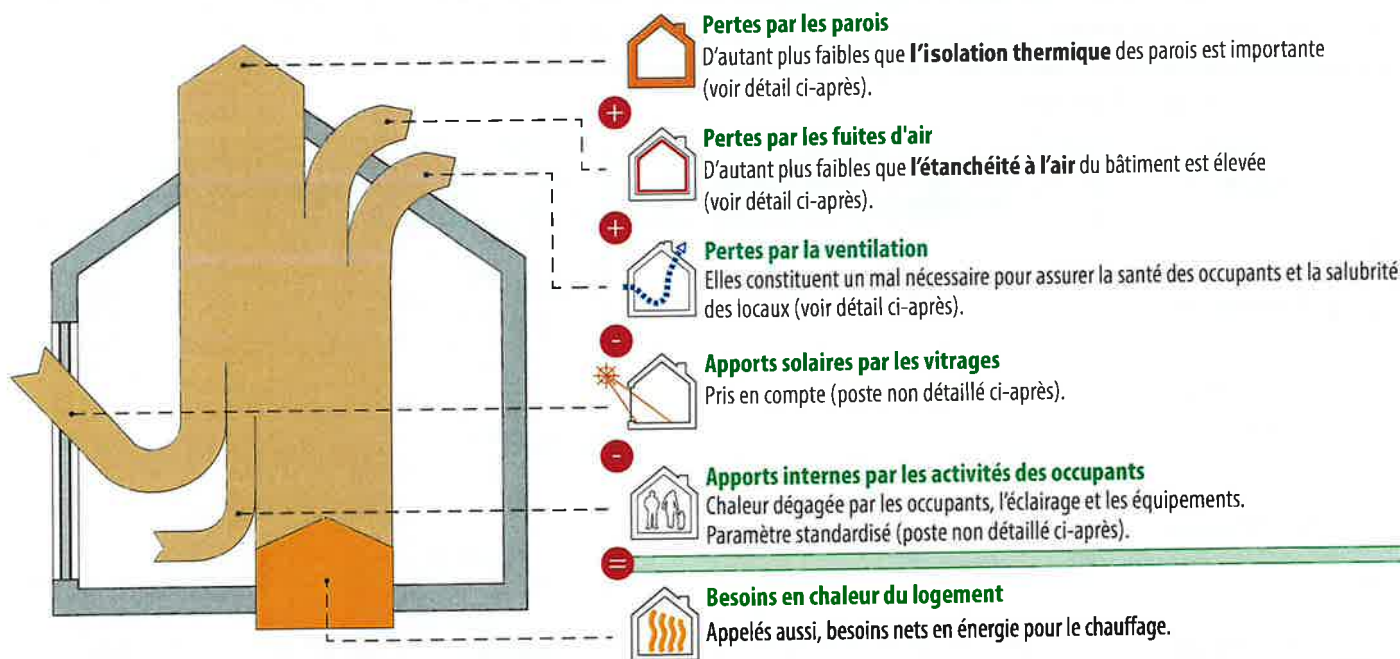 Pertes par les parois
D'autant plus faibles que l'isolation thermique des parois est importante
(voir détail ci-après).
+
Pertes par les fuites d'air
D'autant plus faibles que l'étanchéité à l'air du bâtiment est élevée
(voir détail ci-après).
+
Pertes par la ventilation
Elles constituent un mal nécessaire pour assurer la santé des occupants et la salubrité
des locaux (voir détail ci-après).
-
Apports solaires par les vitrages
Pris en compte (poste non détaillé ci-après).
-
Apports internes par les activités des occupants
Chaleur dégagée par les occupants, l'éclairage et les équipements.
Paramètre standardisé (poste non détaillé ci-après).
=
Besoins en chaleur du logement
Appelés aussi, besoins nets en énergie pour le chauffage.